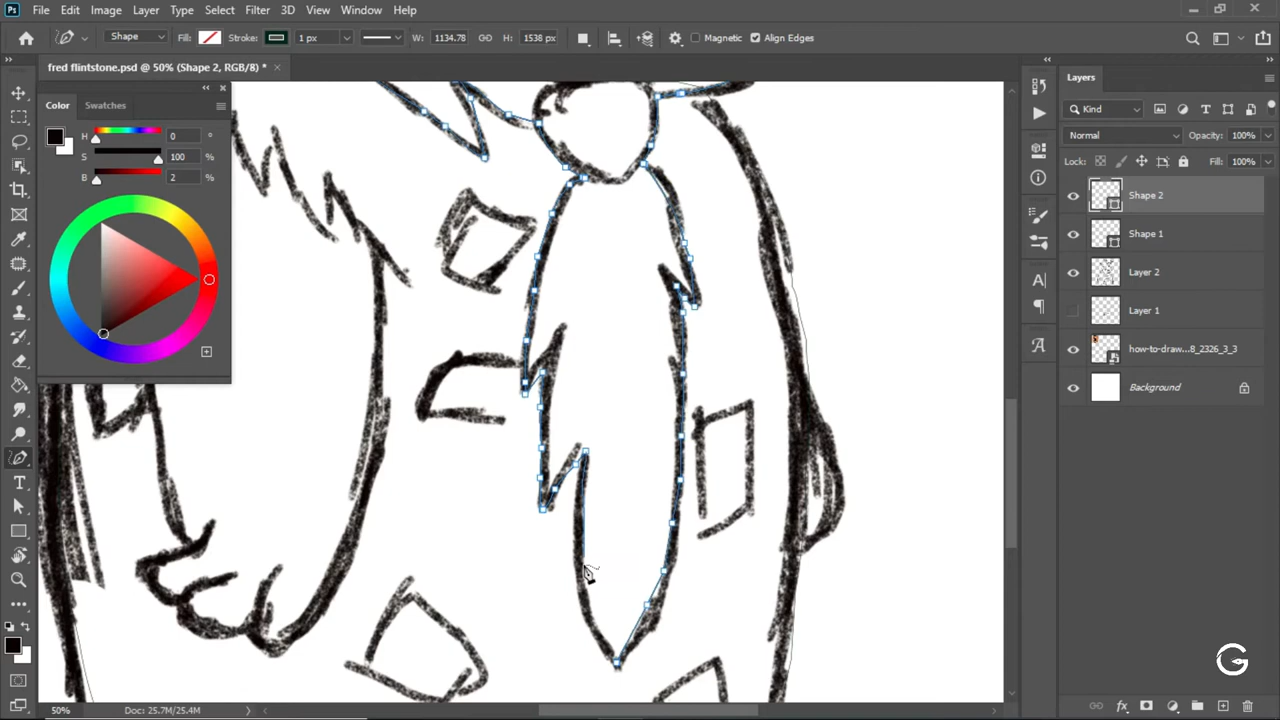 Ps File Edit Image Layer Type Select Filter 3D View Window Help
Shape Fill: Stroke: 1 px W: 1134.78 H: 1538 px Magnetic Align Edges
fred flintstone.psd @ 50% (Shape 2, RGB/8) *
Color Swatches
H 0 °
S 100 %
B 2 %
Layers
Kind
Normal Opacity: 100%
Lock: Fill: 100%
Shape 2
Shape 1
Layer 2
Layer 1
how-to-draw...8_2326_3_3
Background
50% Doc: 25.7M/25.4M